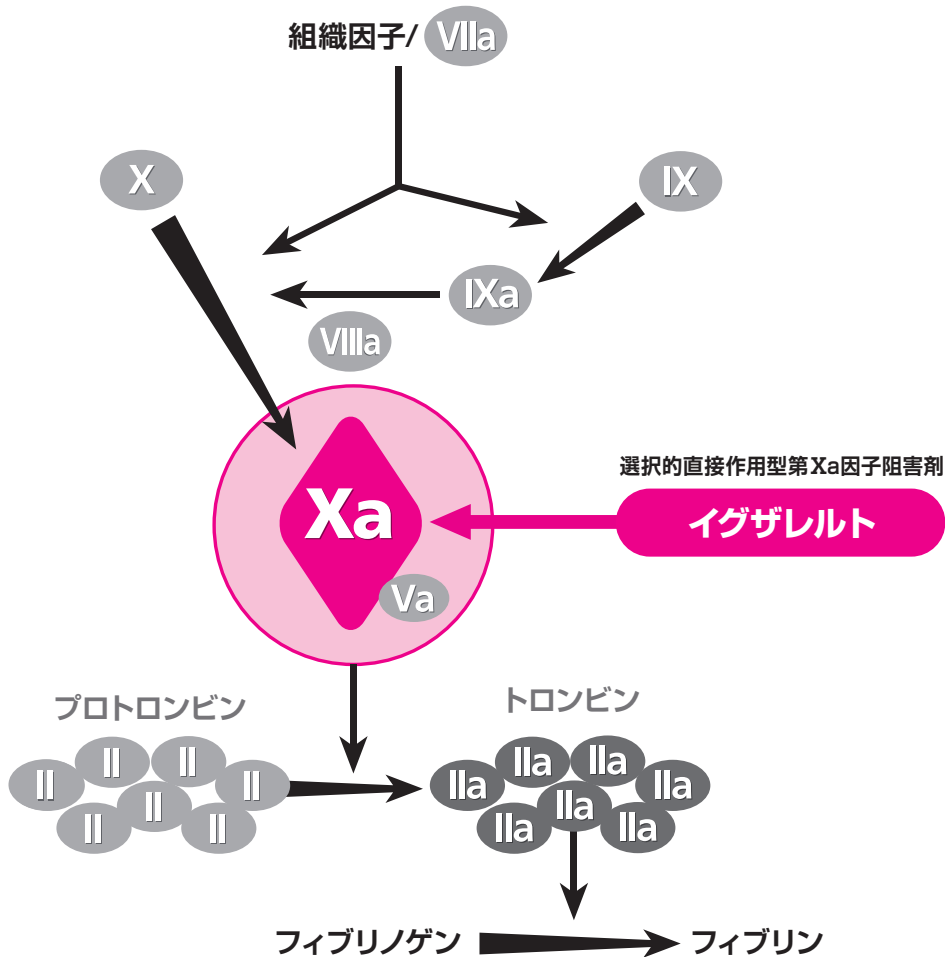 組織因子/ VIIa
X
IX
IXa
VIIIa
選択的直接作用型第Xa因子阻害剤
Xa
イグザレルト
Va
プロトロンビン
トロンビン
II II II II II II II
IIa IIa IIa IIa IIa IIa IIa
フィブリノゲン フィブリン